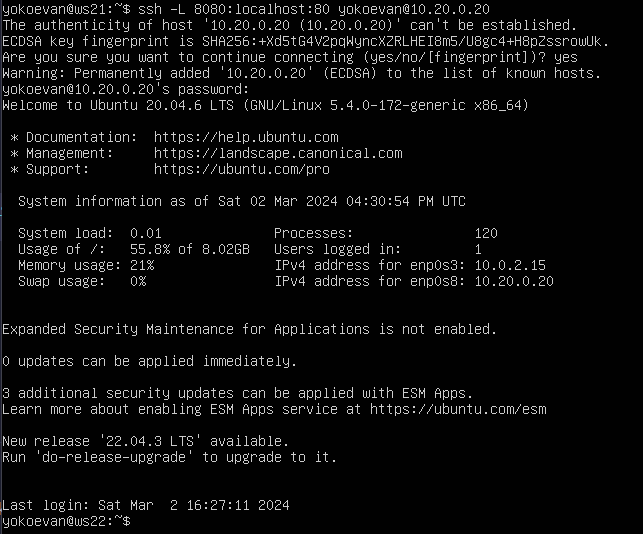 yokoevan@ws21:~$ ssh -L 8080:localhost:80 yokoevan@10.20.0.20
The authenticity of host '10.20.0.20 (10.20.0.20)' can't be established.
ECDSA key fingerprint is SHA256:+Xd5tG4V2pqWyncXZRLHEI8m5/U8gc4+H8pZssrowUk.
Are you sure you want to continue connecting (yes/no/[fingerprint])? yes
Warning: Permanently added '10.20.0.20' (ECDSA) to the list of known hosts.
yokoevan@10.20.0.20's password:
Welcome to Ubuntu 20.04.6 LTS (GNU/Linux 5.4.0-172-generic x86_64)
* Documentation: https://help.ubuntu.com
* Management: https://landscape.canonical.com
* Support: https://ubuntu.com/pro
System information as of Sat 02 Mar 2024 04:30:54 PM UTC
System load: 0.01 Processes: 120
Usage of /: 55.8% of 8.02GB Users logged in: 1
Memory usage: 21% IPv4 address for enp0s3: 10.0.2.15
Swap usage: 0% IPv4 address for enp0s8: 10.20.0.20
Expanded Security Maintenance for Applications is not enabled.
0 updates can be applied immediately.
3 additional security updates can be applied with ESM Apps.
Learn more about enabling ESM Apps service at https://ubuntu.com/esm
New release '22.04.3 LTS' available.
Run 'do-release-upgrade' to upgrade to it.
Last login: Sat Mar  2 16:27:11 2024
yokoevan@ws22:~$